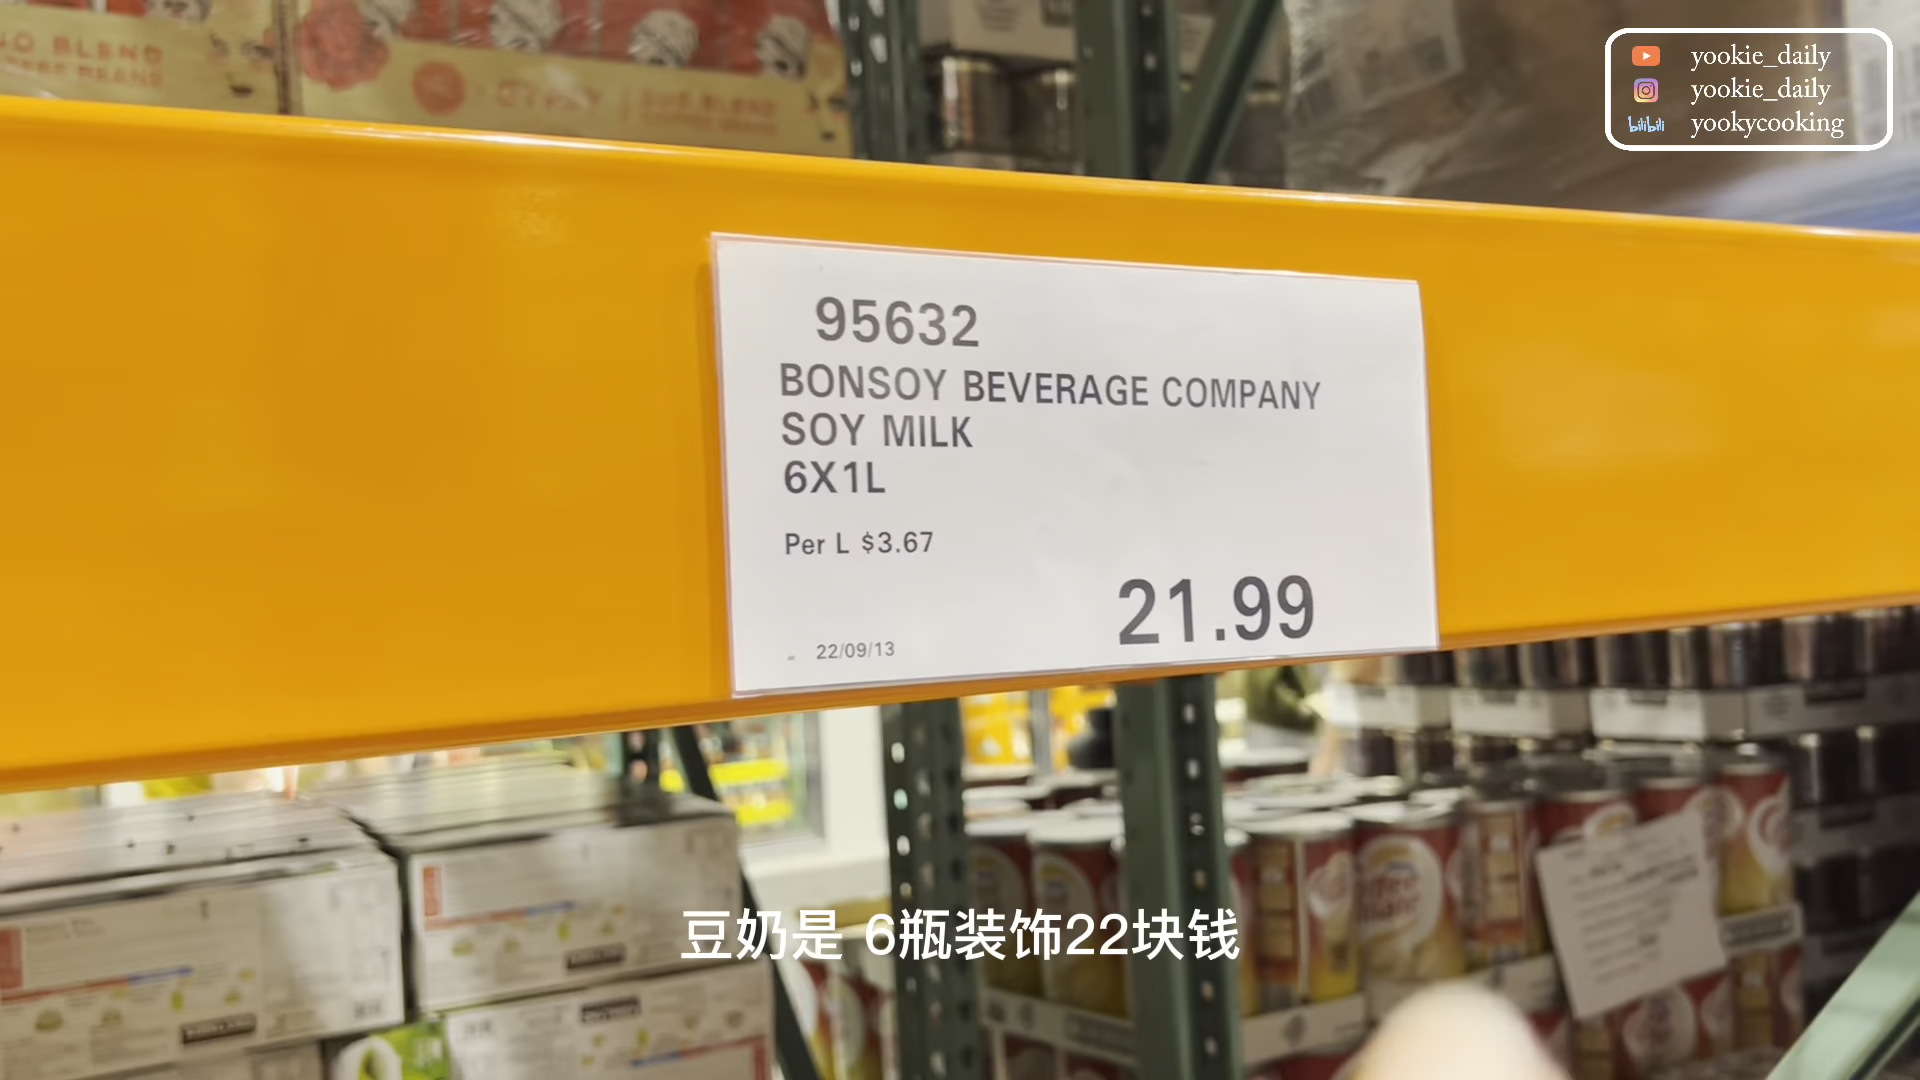 yookie_daily
yookie_daily
bilibili yookycooking
95632
BONSOY BEVERAGE COMPANY
SOY MILK
6X1L
Per L $3.67
21.99
22/09/13
豆奶是 6瓶装饰22块钱